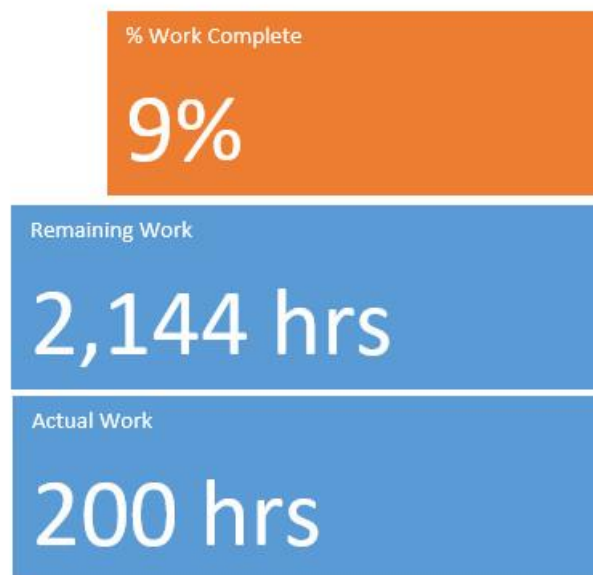 % Work Complete
9%
Remaining Work
2,144 hrs
Actual Work
200 hrs